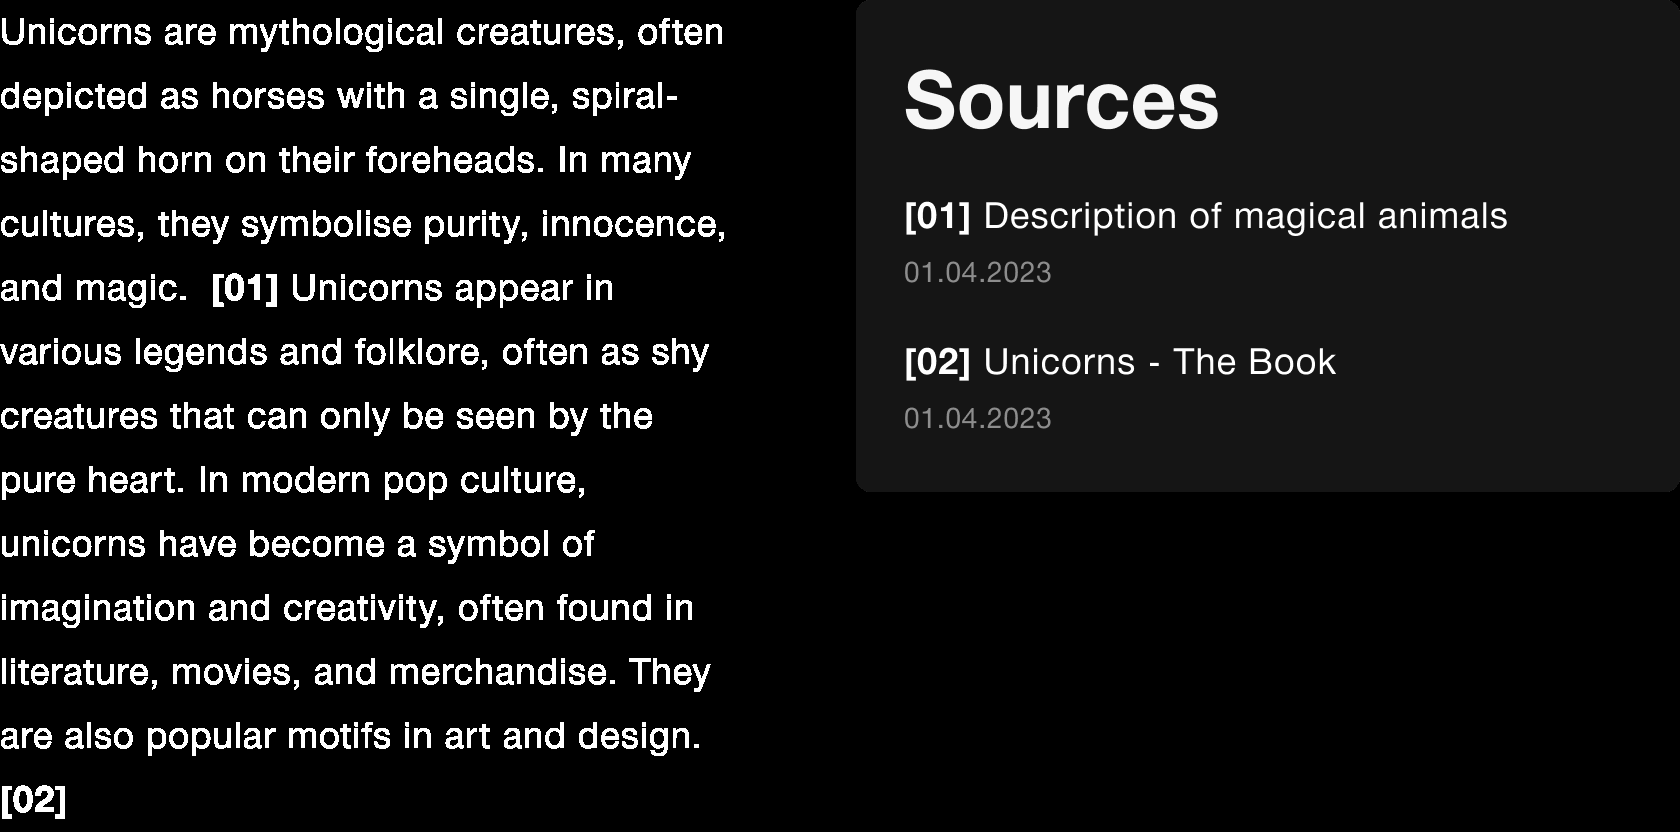 Unicorns are mythological creatures, often
depicted as horses with a single, spiral-
shaped horn on their foreheads. In many
cultures, they symbolise purity, innocence,
and magic.  [01] Unicorns appear in
various legends and folklore, often as shy
creatures that can only be seen by the
pure heart. In modern pop culture,
unicorns have become a symbol of
imagination and creativity, often found in
literature, movies, and merchandise. They
are also popular motifs in art and design.
[02]
Sources
[01] Description of magical animals
01.04.2023
[02] Unicorns - The Book
01.04.2023